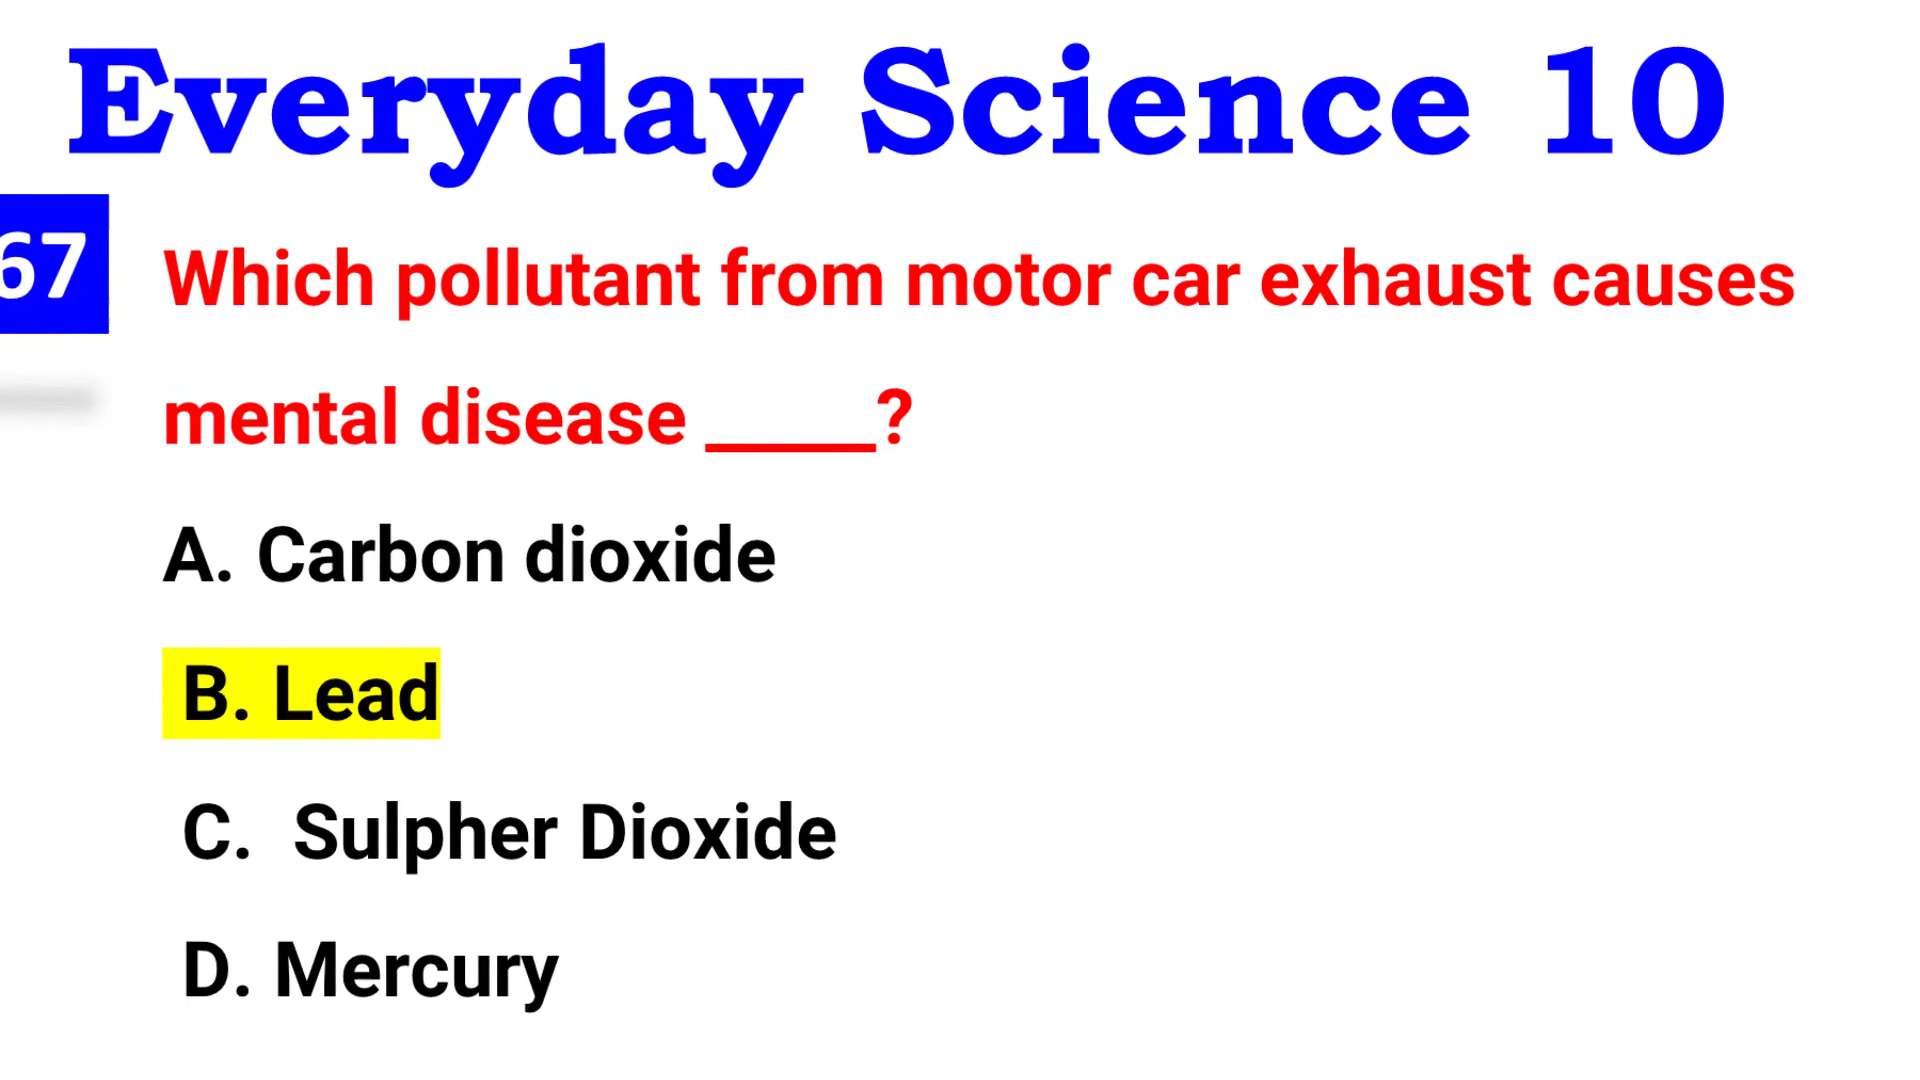 Everyday Science 10
67
Which pollutant from motor car exhaust causes
mental disease _____?
A. Carbon dioxide
B. Lead
C. Sulpher Dioxide
D. Mercury